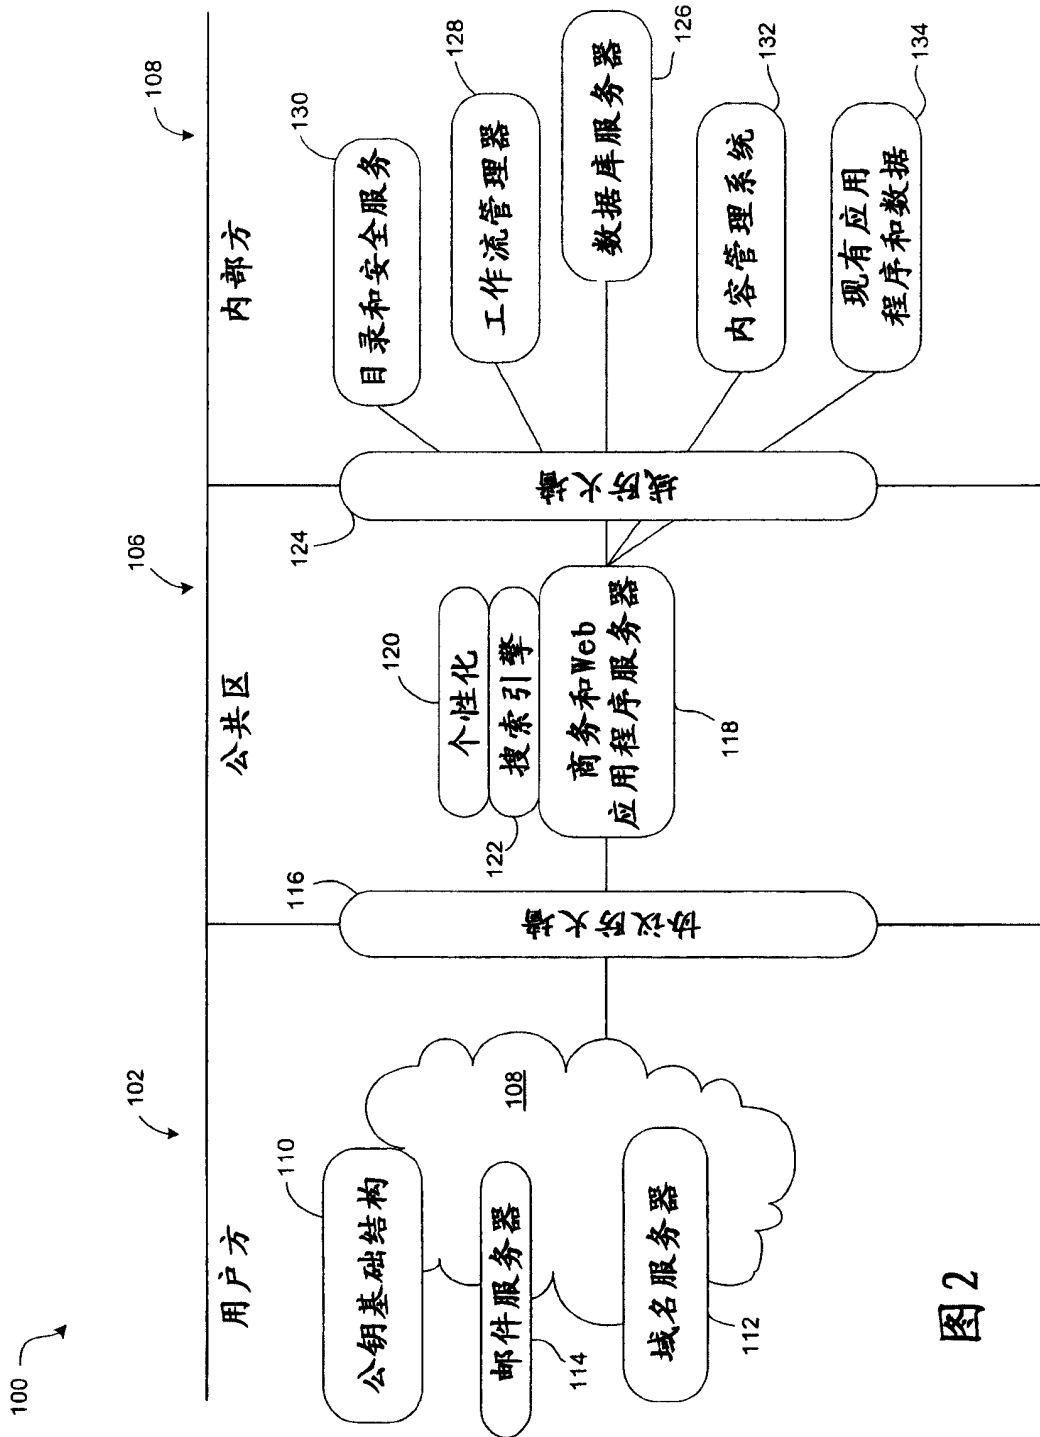 100
102
106
108
用户方
公共区
内部方
公钥基础结构
110
邮件服务器
114
域名服务器
112
108
协议防火墙
116
个性化
120
搜索引擎
122
商务和Web
应用程序服务器
118
域防火墙
124
目录和安全服务
130
工作流管理器
128
数据库服务器
126
内容管理系统
132
现有应用
程序和数据
134
图2